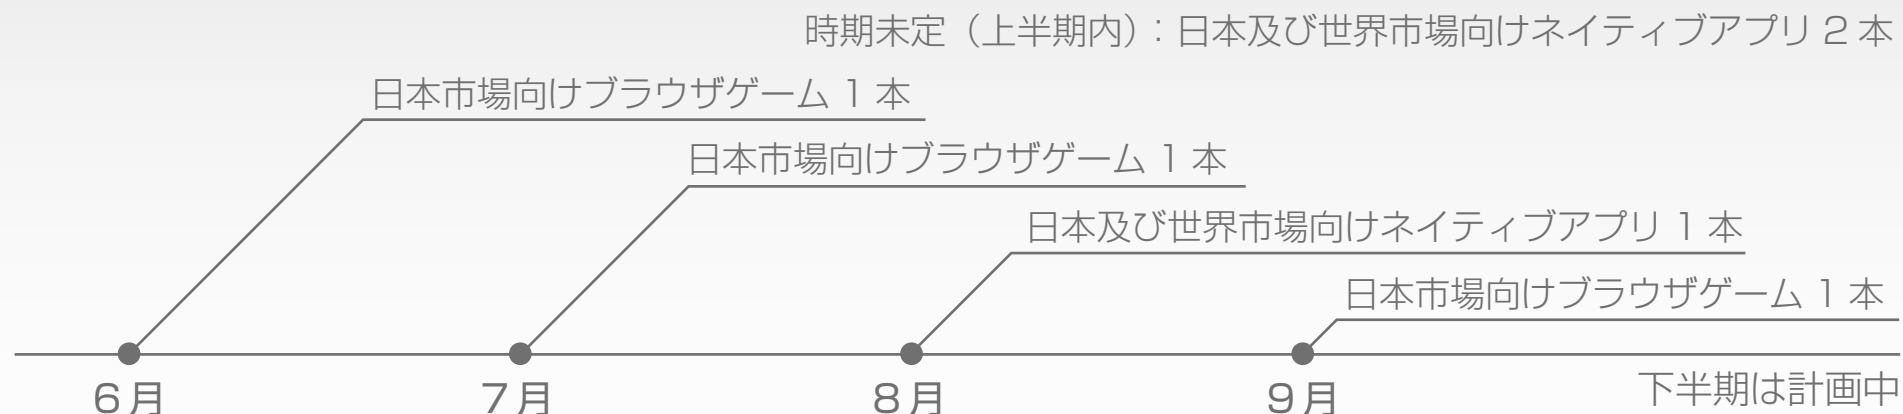 時期未定（上半期内）：日本及び世界市場向けネイティブアプリ 2 本
日本市場向けブラウザゲーム 1 本
日本市場向けブラウザゲーム 1 本
日本及び世界市場向けネイティブアプリ 1 本
日本市場向けブラウザゲーム 1 本
6月
7月
8月
9月
下半期は計画中